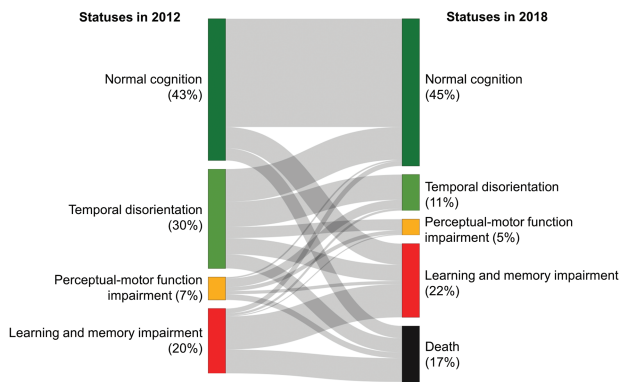 Statuses in 2012
Statuses in 2018
Normal cognition
(43%)
Temporal disorientation
(30%)
Perceptual-motor function
impairment (7%)
Learning and memory impairment
(20%)
Normal cognition
(45%)
Temporal disorientation
(11%)
Perceptual-motor function
impairment (5%)
Learning and memory impairment
(22%)
Death
(17%)